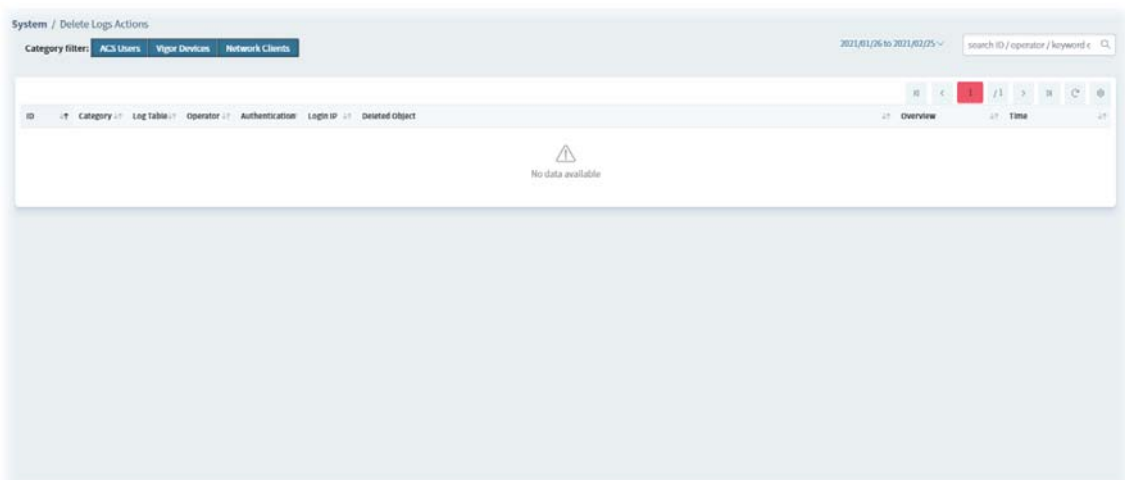 System / Delete Logs Actions
Category filter: ACS Users Vigor Devices Network Clients
2021/01/26 to 2021/02/25
search ID / operator / keyword
1 / 1
ID Category Log Table Operator Authentication Login IP Deleted Object Overview Time
No data available